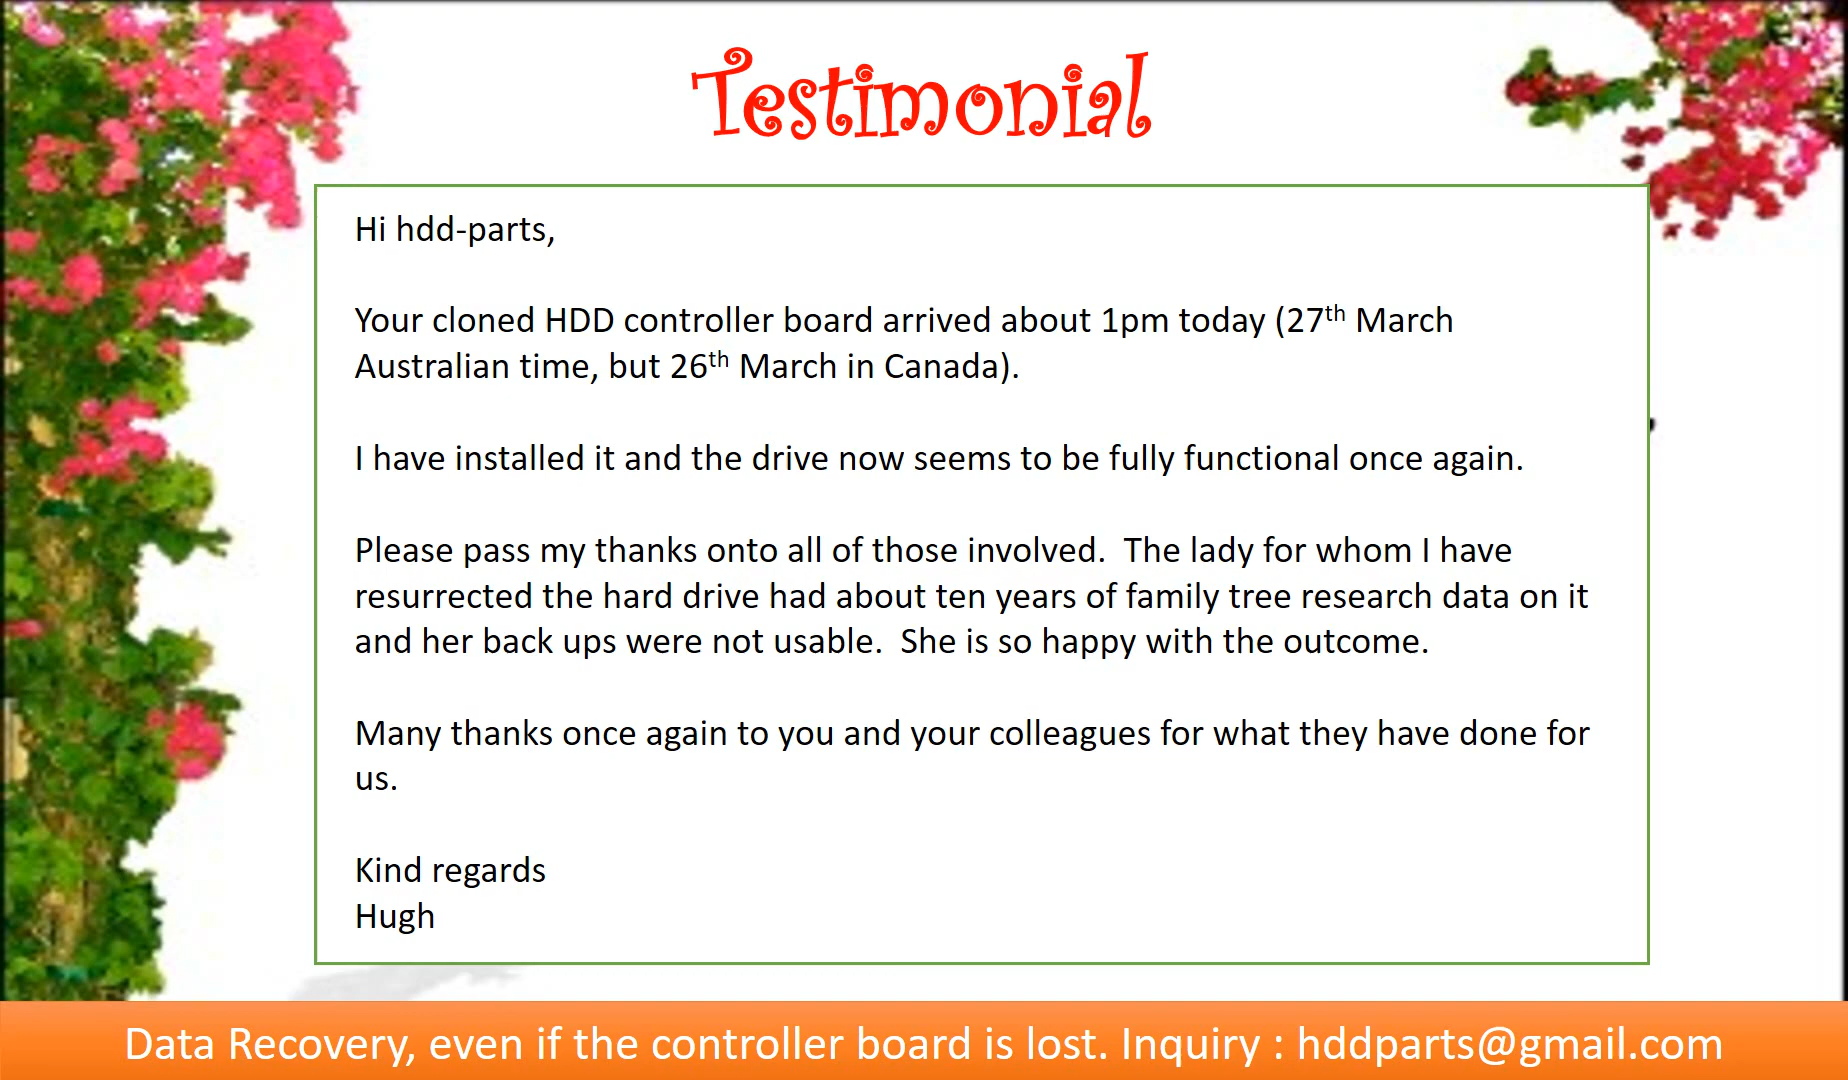 Testimonial
Hi hdd-parts,
Your cloned HDD controller board arrived about 1pm today (27th March
Australian time, but 26th March in Canada).
I have installed it and the drive now seems to be fully functional once again.
Please pass my thanks onto all of those involved.  The lady for whom I have
resurrected the hard drive had about ten years of family tree research data on it
and her back ups were not usable.  She is so happy with the outcome.
Many thanks once again to you and your colleagues for what they have done for
us.
Kind regards
Hugh
Data Recovery, even if the controller board is lost. Inquiry : hddparts@gmail.com